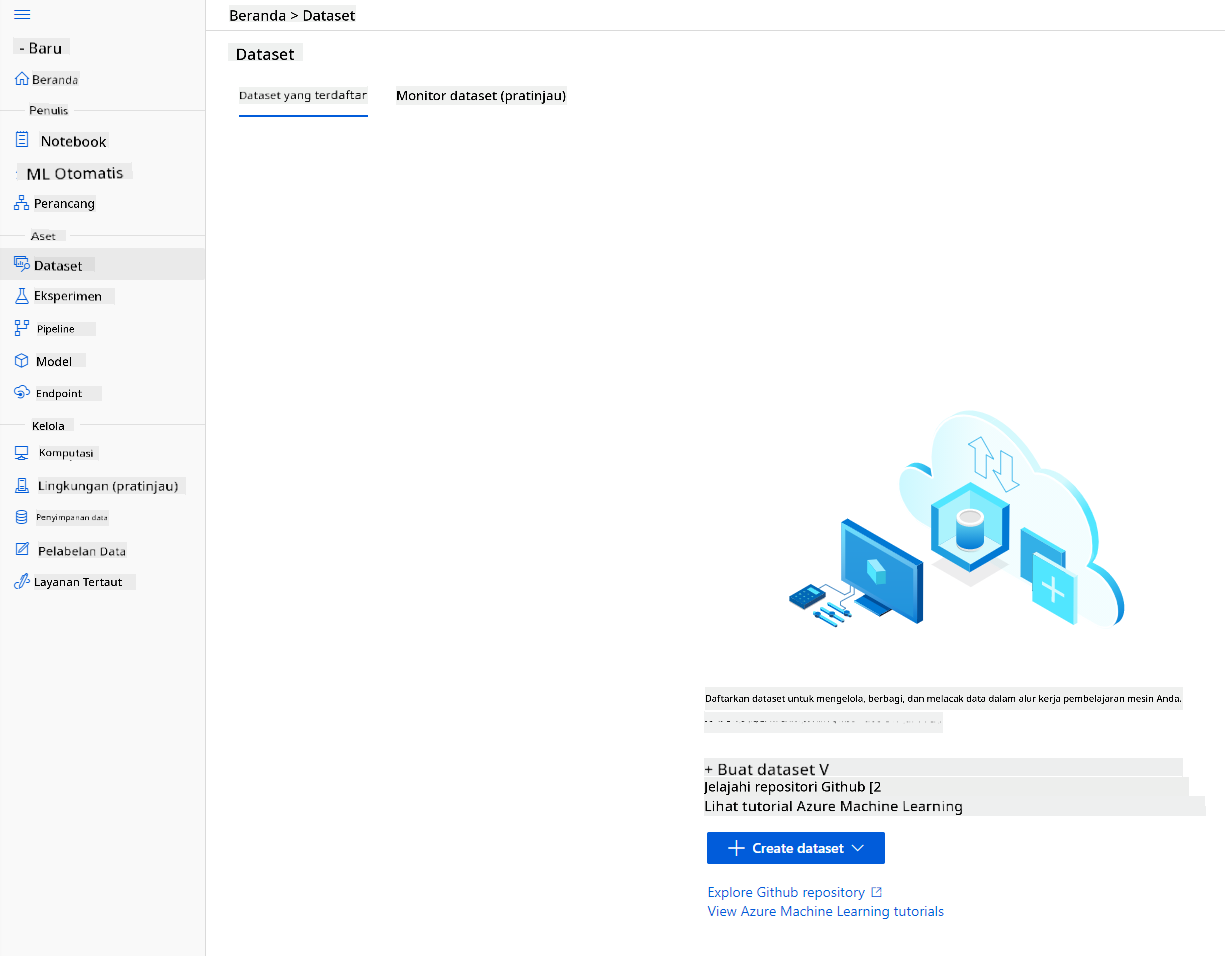 Beranda > Dataset
- Baru
Beranda
Penulis
Notebook
ML Otomatis
Perancang
Aset
Dataset
Eksperimen
Pipeline
Model
Endpoint
Kelola
Komputasi
Lingkungan (pratinjau)
Penyimpanan data
Pelabelan Data
Layanan Tertaut
Dataset
Dataset yang terdaftar
Monitor dataset (pratinjau)
Daftarkan dataset untuk mengelola, berbagi, dan melacak data dalam alur kerja pembelajaran mesin Anda.
+ Buat dataset V
Jelajahi repositori Github [2
Lihat tutorial Azure Machine Learning
Create dataset
Explore Github repository
View Azure Machine Learning tutorials